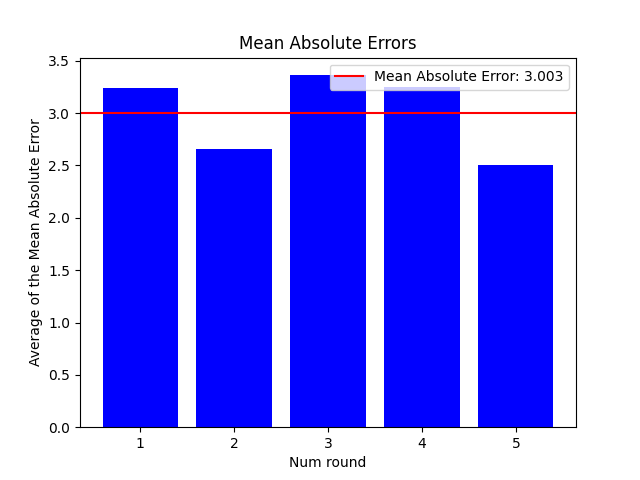 Mean Absolute Errors
Mean Absolute Error: 3.003
Average of the Mean Absolute Error
3.5
3.0
2.5
2.0
1.5
1.0
0.5
0.0
1 2 3 4 5
Num round